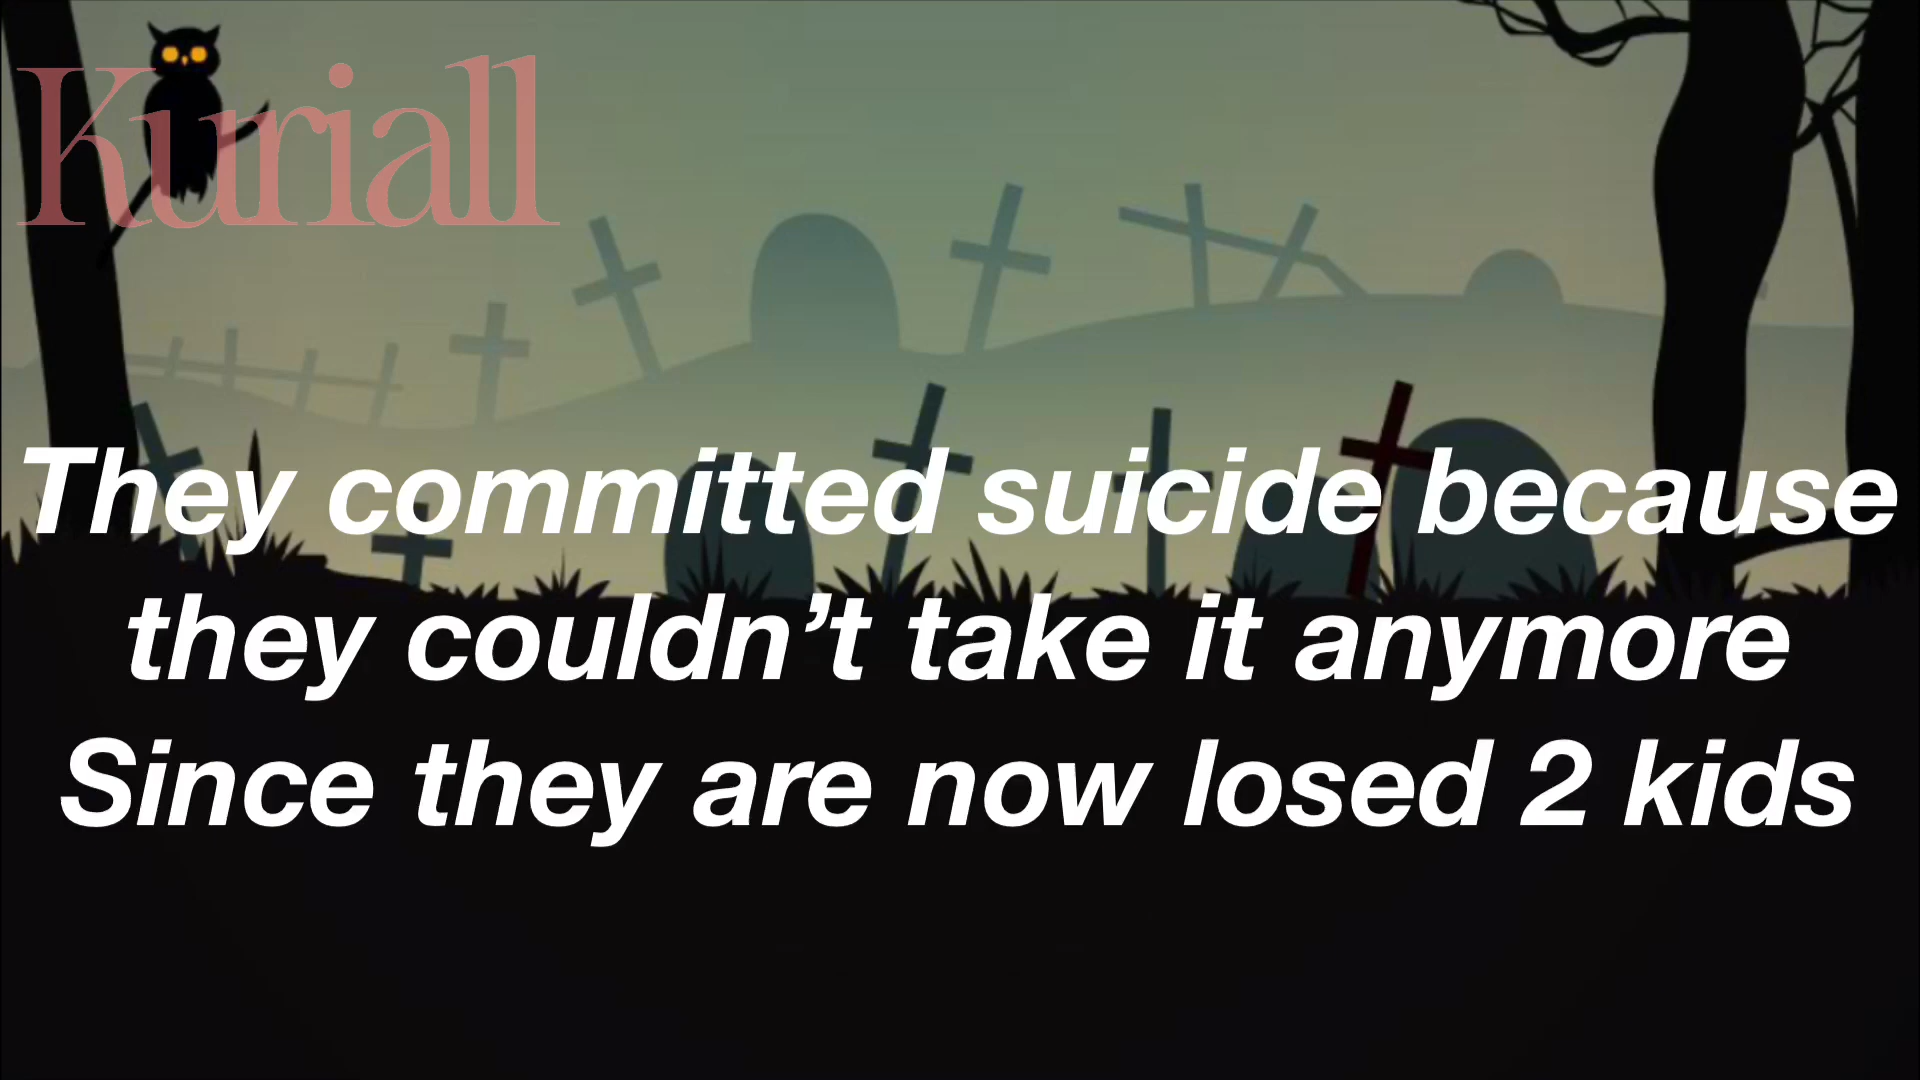 Kuriall
They committed suicide because
they couldn’t take it anymore
Since they are now losed 2 kids